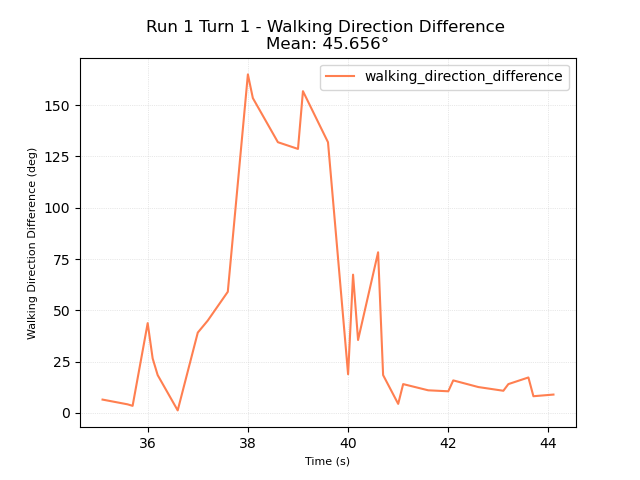 Run 1 Turn 1 - Walking Direction Difference
Mean: 45.656°
walking_direction_difference
Walking Direction Difference (deg)
150
125
100
75
50
25
0
36
38
40
42
44
Time (s)